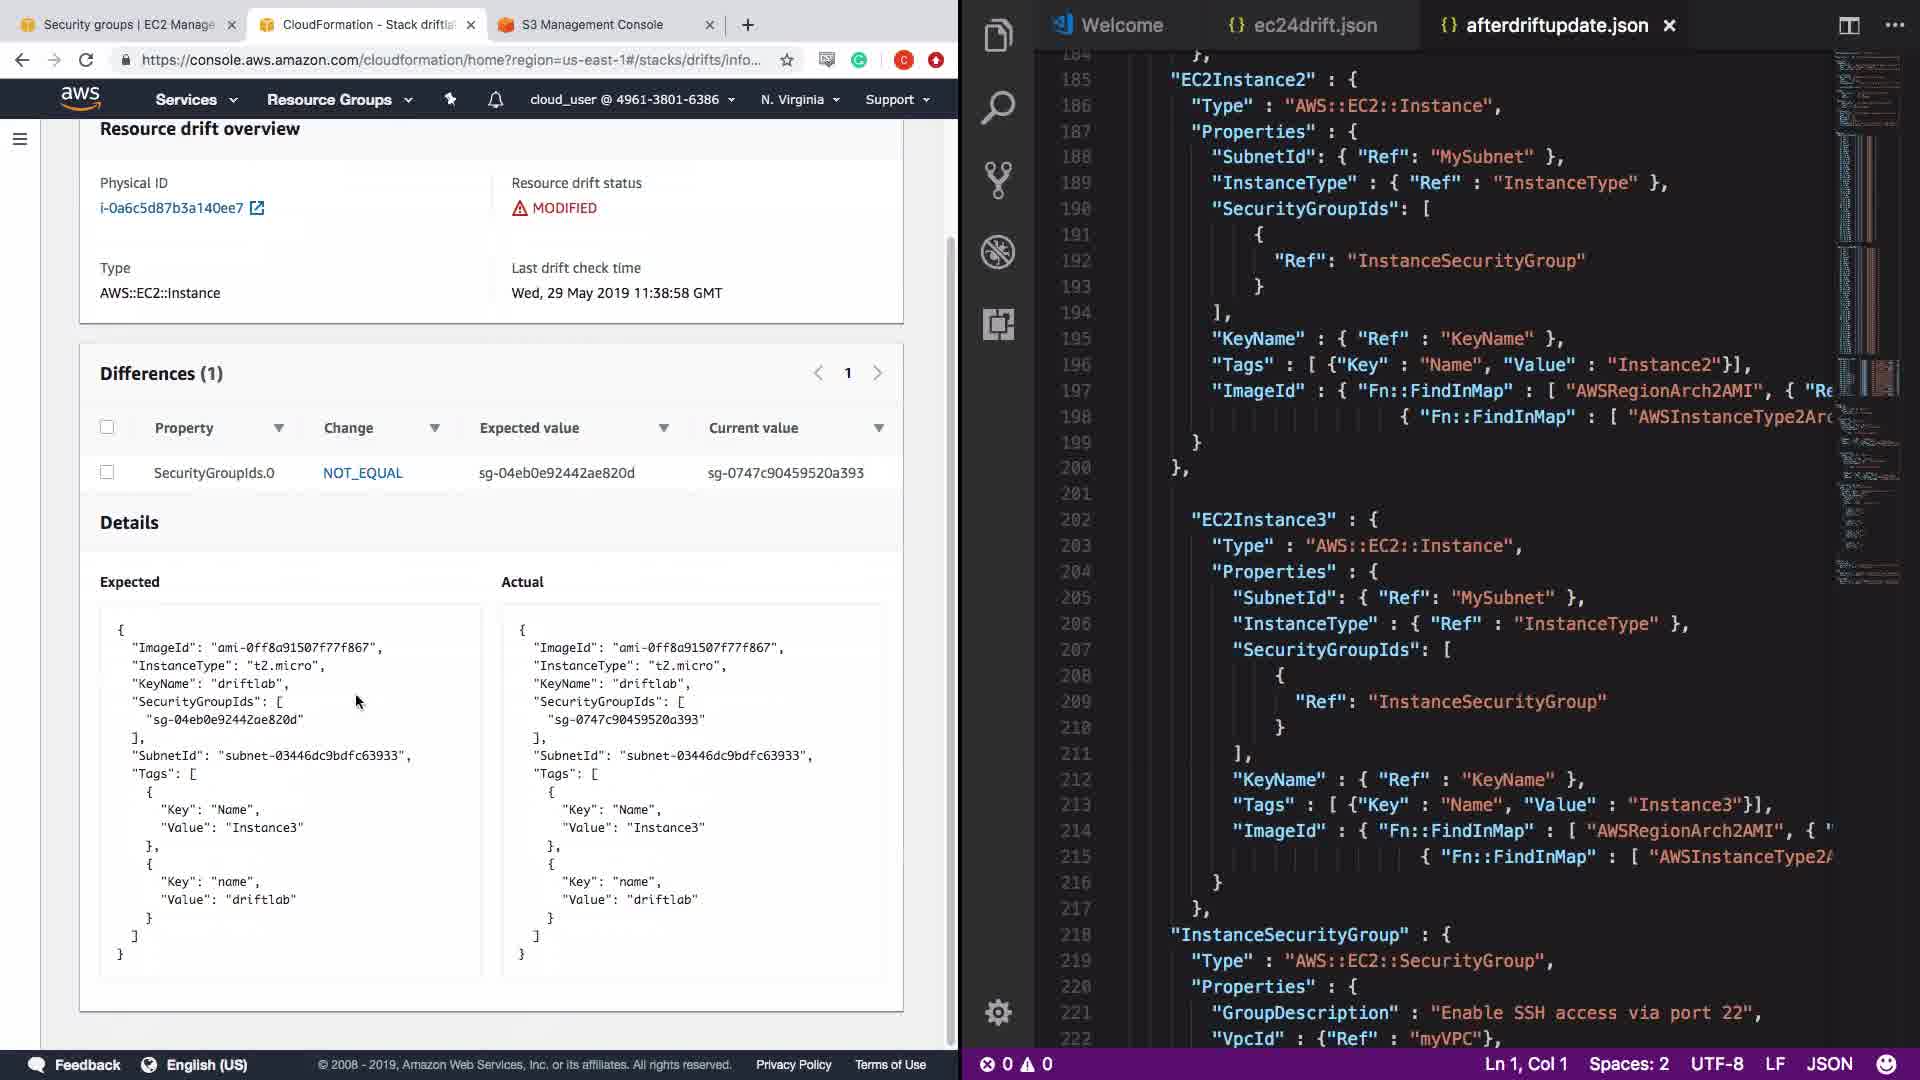 Security groups | EC2 Manage
CloudFormation - Stack driftla
S3 Management Console
https://console.aws.amazon.com/cloudformation/home?region=us-east-1#/stacks/drifts/info...
C
aws
Services
Resource Groups
cloud_user @ 4961-3801-6386
N. Virginia
Support
Resource drift overview
Physical ID
Resource drift status
i-0a6c5d87b3a140ee7
MODIFIED
Type
Last drift check time
AWS::EC2::Instance
Wed, 29 May 2019 11:38:58 GMT
Differences (1)
1
Property
Change
Expected value
Current value
SecurityGroupIds.0
NOT_EQUAL
sg-04eb0e92442ae820d
sg-0747c90459520a393
Details
Expected
{
"ImageId": "ami-0ff8a91507f77f867",
"InstanceType": "t2.micro",
"KeyName": "driftlab",
"SecurityGroupIds": [
"sg-04eb0e92442ae820d"
],
"SubnetId": "subnet-03446dc9bdfc63933",
"Tags": [
{
"Key": "Name",
"Value": "Instance3"
},
{
"Key": "name",
"Value": "driftlab"
}
]
}
Actual
{
"ImageId": "ami-0ff8a91507f77f867",
"InstanceType": "t2.micro",
"KeyName": "driftlab",
"SecurityGroupIds": [
"sg-0747c90459520a393"
],
"SubnetId": "subnet-03446dc9bdfc63933",
"Tags": [
{
"Key": "Name",
"Value": "Instance3"
},
{
"Key": "name",
"Value": "driftlab"
}
]
}
Feedback
English (US)
© 2008 - 2019, Amazon Web Services, Inc. or its affiliates. All rights reserved.
Privacy Policy
Terms of Use
Welcome
{} ec24drift.json
{} afterdriftupdate.json
184 },
185 "EC2Instance2" : {
186 "Type" : "AWS::EC2::Instance",
187 "Properties" : {
188 "SubnetId": { "Ref": "MySubnet" },
189 "InstanceType" : { "Ref" : "InstanceType" },
190 "SecurityGroupIds": [
191 {
192 "Ref": "InstanceSecurityGroup"
193 }
194 ],
195 "KeyName" : { "Ref" : "KeyName" },
196 "Tags" : [ {"Key" : "Name", "Value" : "Instance2"}],
197 "ImageId" : { "Fn::FindInMap" : [ "AWSRegionArch2AMI", { "Re
198 { "Fn::FindInMap" : [ "AWSInstanceType2Arc
199 }
200 },
201
202 "EC2Instance3" : {
203 "Type" : "AWS::EC2::Instance",
204 "Properties" : {
205 "SubnetId": { "Ref": "MySubnet" },
206 "InstanceType" : { "Ref" : "InstanceType" },
207 "SecurityGroupIds": [
208 {
209 "Ref": "InstanceSecurityGroup"
210 }
211 ],
212 "KeyName" : { "Ref" : "KeyName" },
213 "Tags" : [ {"Key" : "Name", "Value" : "Instance3"}],
214 "ImageId" : { "Fn::FindInMap" : [ "AWSRegionArch2AMI", { "
215 { "Fn::FindInMap" : [ "AWSInstanceType2A
216 }
217 },
218 "InstanceSecurityGroup" : {
219 "Type" : "AWS::EC2::SecurityGroup",
220 "Properties" : {
221 "GroupDescription" : "Enable SSH access via port 22",
222 "VpcId" : {"Ref" : "myVPC"},
0 0
Ln 1, Col 1
Spaces: 2
UTF-8
LF
JSON